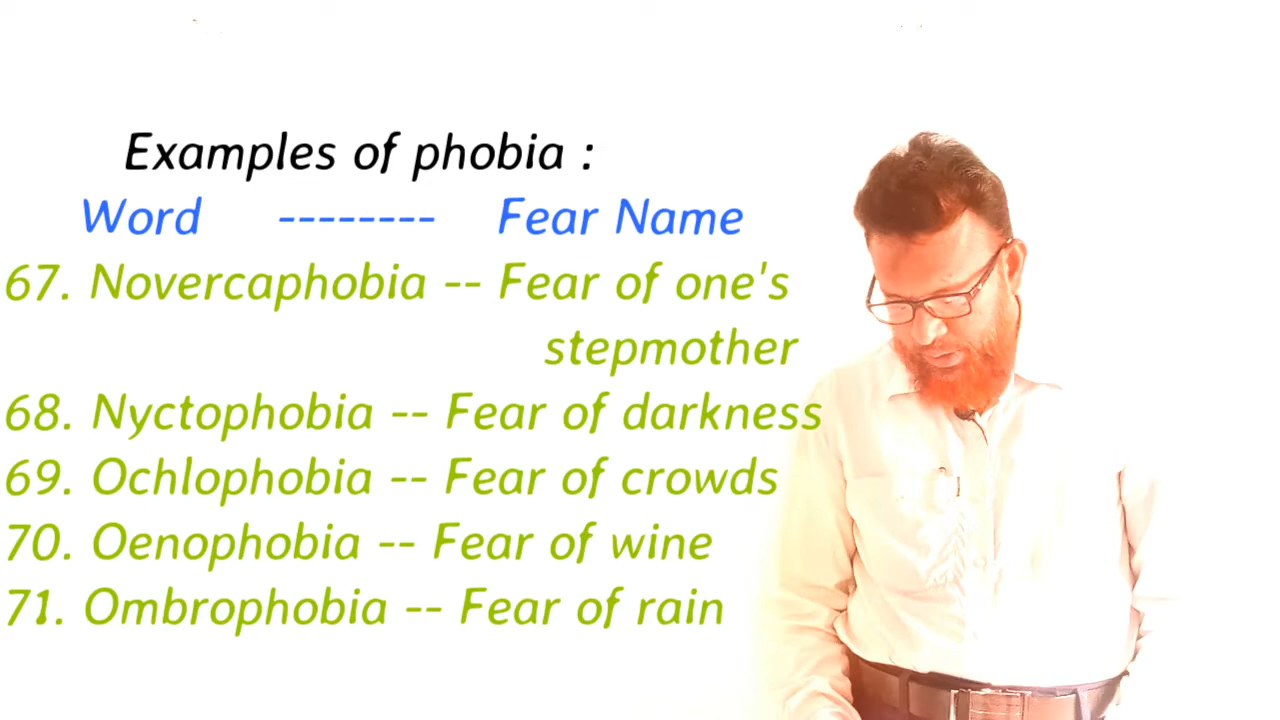 Examples of phobia :
Word -------- Fear Name
67. Novercaphobia -- Fear of one's
stepmother
68. Nyctophobia -- Fear of darkness
69. Ochlophobia -- Fear of crowds
70. Oenophobia -- Fear of wine
71. Ombrophobia -- Fear of rain